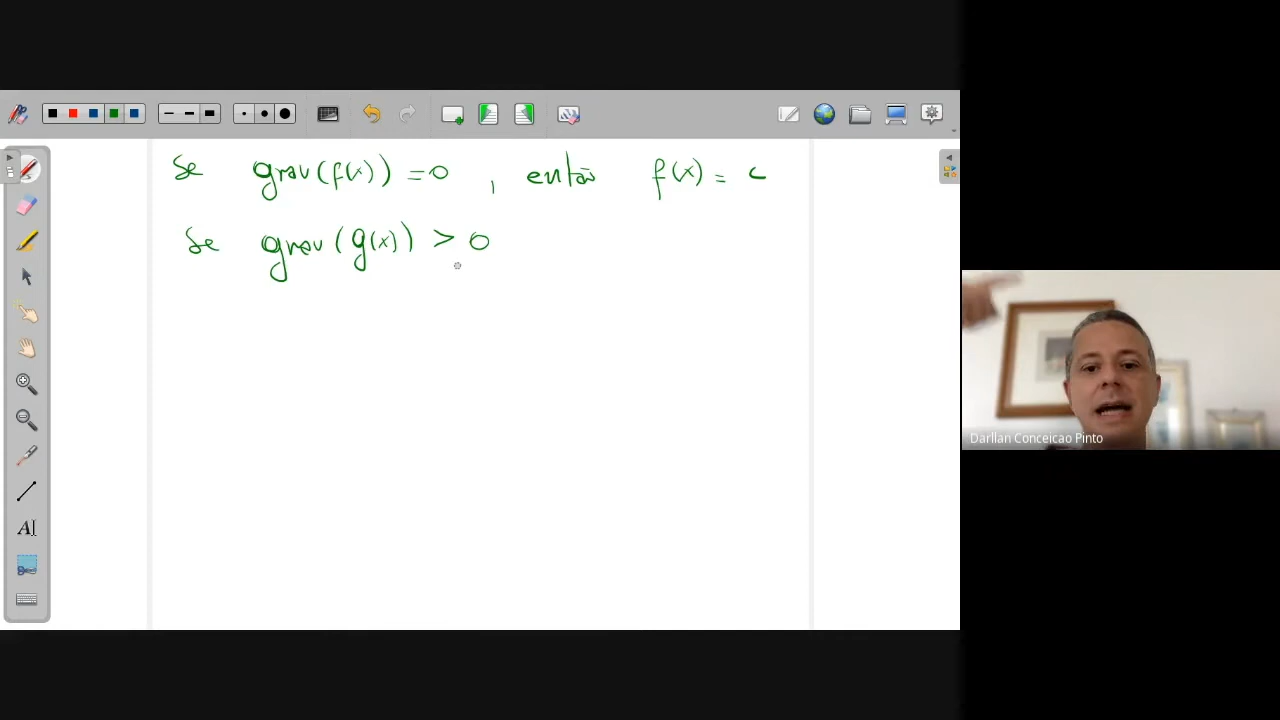 Se grau(f(x)) = 0, então f(x) = c
Se grau(g(x)) > 0
Darllan Conceicao Pinto